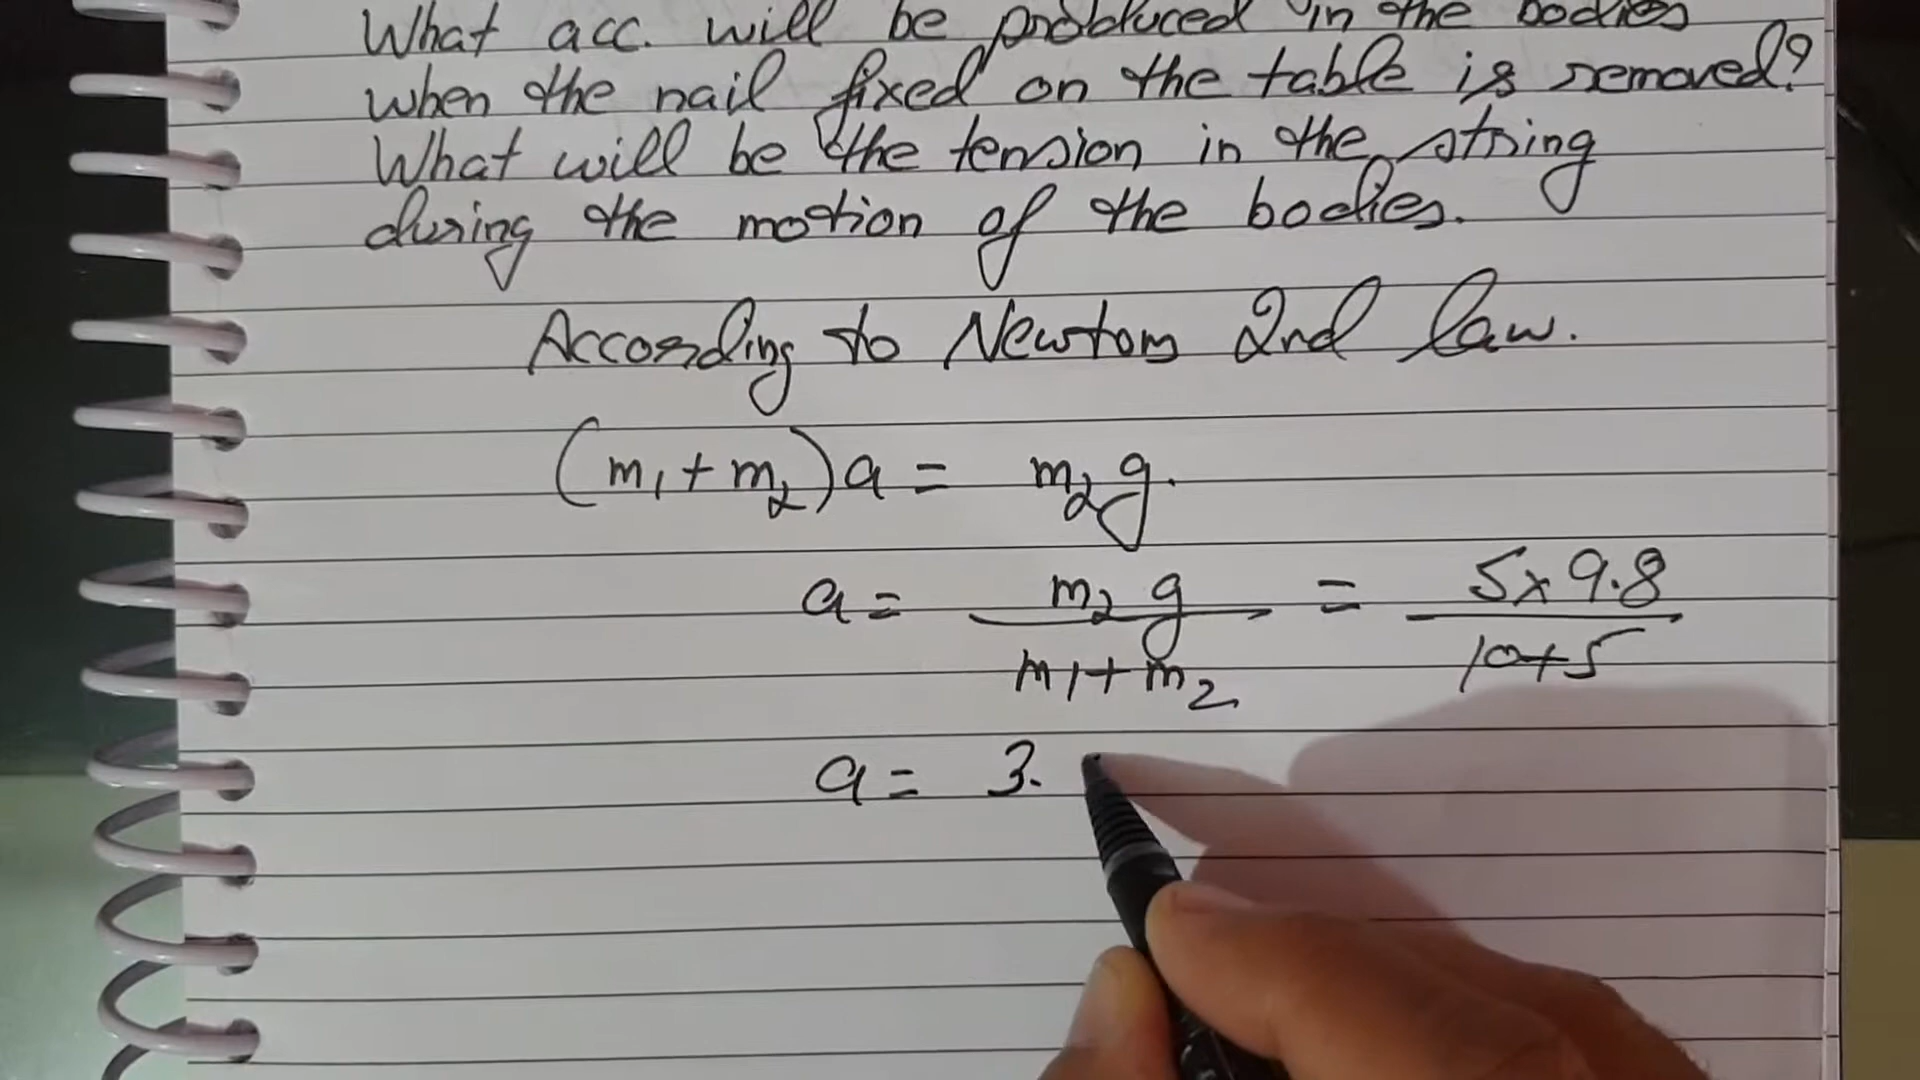 What acc. will be produced in the bodies
when the nail fixed on the table is removed?
What will be the tension in the string
during the motion of the bodies.
According to Newtons 2nd law.
(m₁+m₂)a = m₂g.
a = m₂ g / m₁+m₂ = 5×9.8 / 10+5
a = 3.